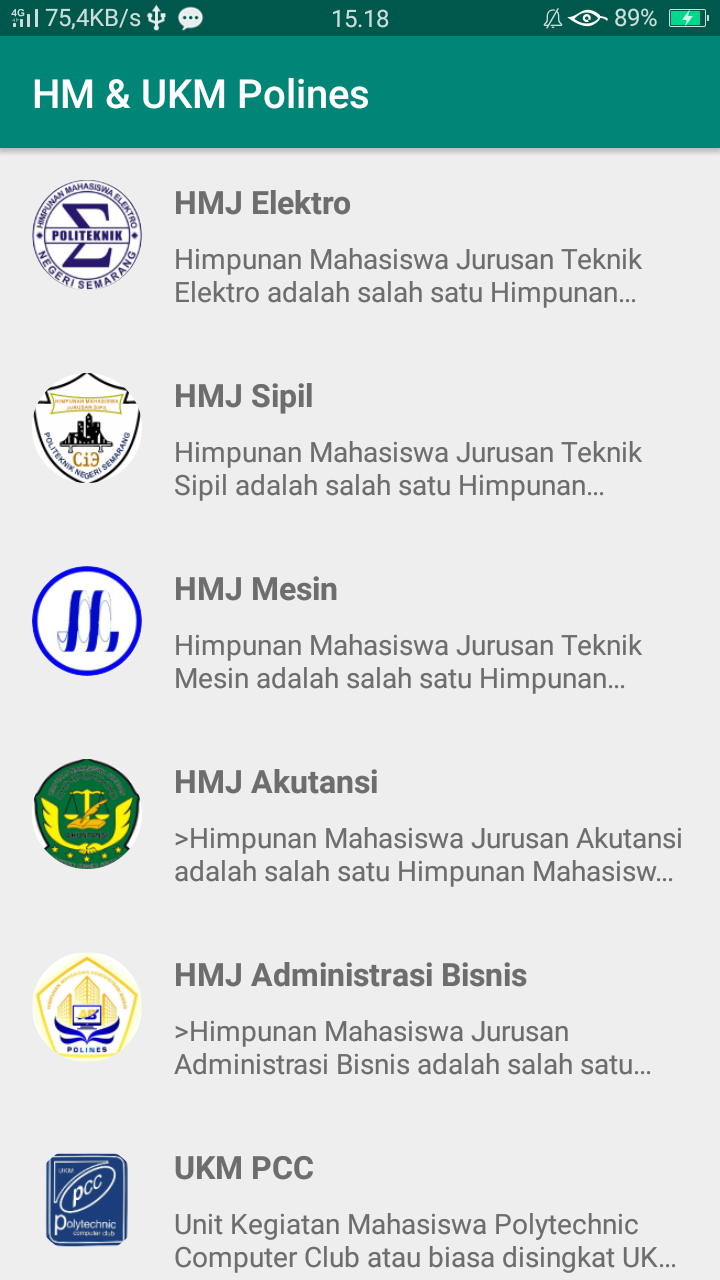 4G 75,4KB/s 15.18 89%
HM & UKM Polines
HIMPUNAN MAHASISWA ELEKTRO
POLITEKNIK
NEGERI SEMARANG
HMJ Elektro
Himpunan Mahasiswa Jurusan Teknik
Elektro adalah salah satu Himpunan...
HIMPUNAN MAHASISWA
JURUSAN SIPIL
POLITEKNIK NEGERI SEMARANG
HMJ Sipil
Himpunan Mahasiswa Jurusan Teknik
Sipil adalah salah satu Himpunan...
HMJ Mesin
Himpunan Mahasiswa Jurusan Teknik
Mesin adalah salah satu Himpunan...
AKUNTANSI
HMJ Akutansi
>Himpunan Mahasiswa Jurusan Akutansi
adalah salah satu Himpunan Mahasisw...
AB
POLINES
HMJ Administrasi Bisnis
>Himpunan Mahasiswa Jurusan
Administrasi Bisnis adalah salah satu...
UKM
PCC
Polytechnic
computer club
UKM PCC
Unit Kegiatan Mahasiswa Polytechnic
Computer Club atau biasa disingkat UK...